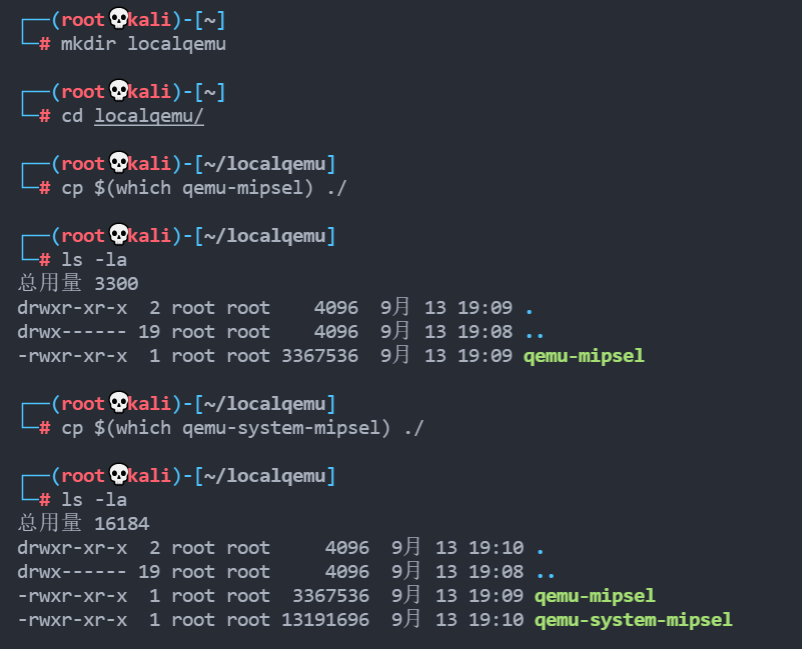 ┌──(root💀kali)-[~]
└─# mkdir localqemu
┌──(root💀kali)-[~]
└─# cd localqemu/
┌──(root💀kali)-[~/localqemu]
└─# cp $(which qemu-mipsel) ./
┌──(root💀kali)-[~/localqemu]
└─# ls -la
总用量 3300
drwxr-xr-x  2 root root    4096  9月 13 19:09 .
drwx------ 19 root root    4096  9月 13 19:08 ..
-rwxr-xr-x  1 root root 3367536  9月 13 19:09 qemu-mipsel
┌──(root💀kali)-[~/localqemu]
└─# cp $(which qemu-system-mipsel) ./
┌──(root💀kali)-[~/localqemu]
└─# ls -la
总用量 16184
drwxr-xr-x  2 root root     4096  9月 13 19:10 .
drwx------ 19 root root     4096  9月 13 19:08 ..
-rwxr-xr-x  1 root root  3367536  9月 13 19:09 qemu-mipsel
-rwxr-xr-x  1 root root 13191696  9月 13 19:10 qemu-system-mipsel